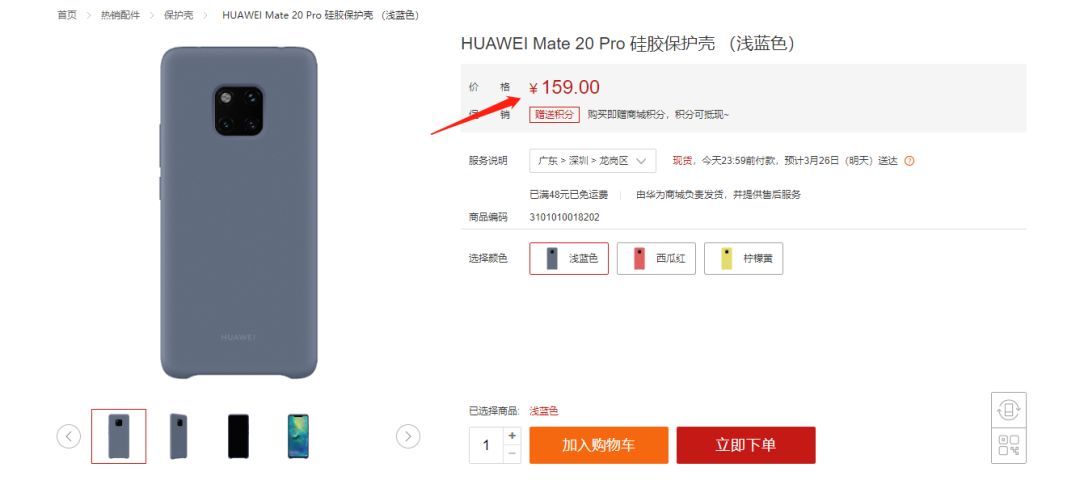 首页 > 热销配件 > 保护壳 > HUAWEI Mate 20 Pro 硅胶保护壳 （浅蓝色）
HUAWEI Mate 20 Pro 硅胶保护壳 （浅蓝色）
价 格 ¥ 159.00
促 销 赠送积分 购买即赠商城积分，积分可抵现~
服务说明 广东 > 深圳 > 龙岗区 现货，今天23:59前付款，预计3月26日（明天）送达
已满48元已免运费 由华为商城负责发货，并提供售后服务
商品编码 3101010018202
选择颜色 浅蓝色 西瓜红 柠檬黄
HUAWEI
已选择商品: 浅蓝色
1 + − 加入购物车 立即下单